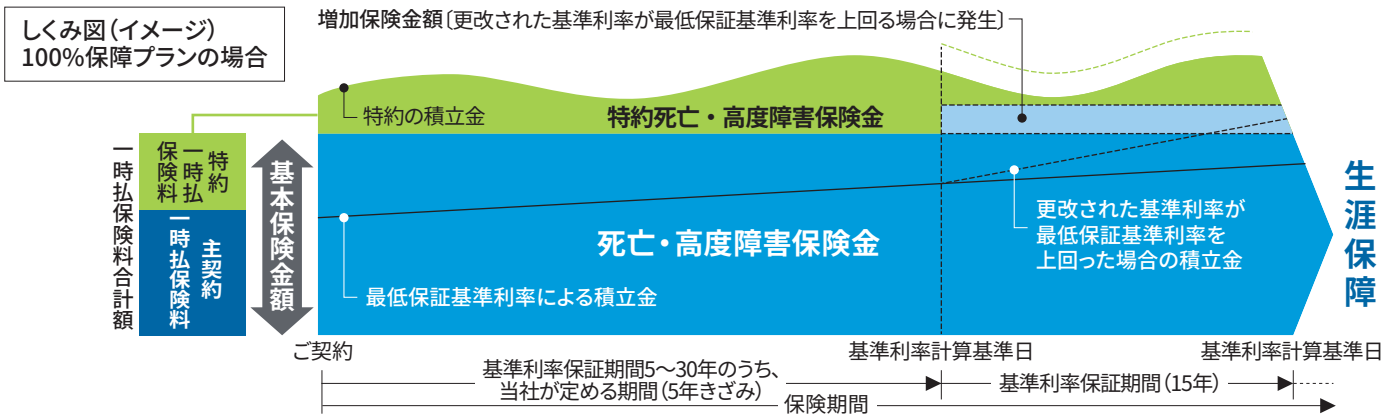 しくみ図(イメージ)
100%保障プランの場合
増加保険金額〔更改された基準利率が最低保証基準利率を上回る場合に発生〕
特約の積立金
特約死亡・高度障害保険金
一時払保険料合計額
特約
一時払
保険料
主契約
一時払保険料
基本保険金額
死亡・高度障害保険金
最低保証基準利率による積立金
更改された基準利率が
最低保証基準利率を
上回った場合の積立金
生涯保障
ご契約
基準利率計算基準日
基準利率計算基準日
基準利率保証期間5〜30年のうち、
当社が定める期間(5年きざみ)
基準利率保証期間(15年)
保険期間